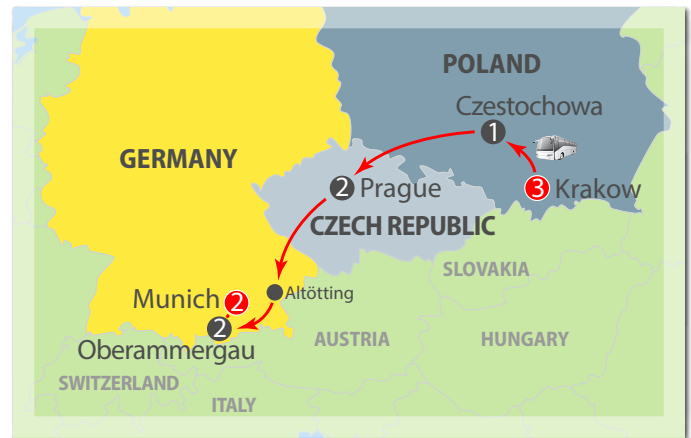 POLAND
Czestochowa
1
GERMANY
2 Prague
3 Krakow
CZECH REPUBLIC
SLOVAKIA
Altötting
Munich 2
2
Oberammergau
AUSTRIA
HUNGARY
SWITZERLAND
ITALY